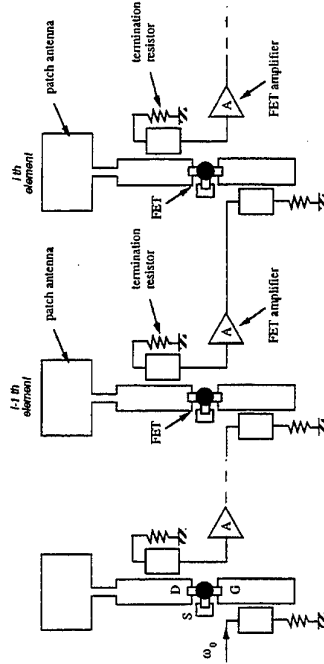 i-1 th
element
patch antenna
i th
element
patch antenna
termination
resistor
termination
resistor
D
S
G
ω₀
A
FET
A
FET amplifier
FET
A
FET amplifier